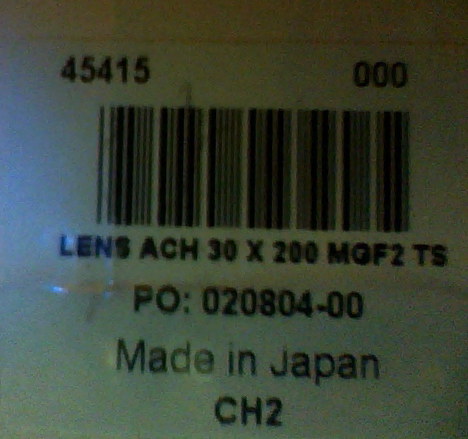 45415 000
LENS ACH 30 X 200 MGF2 TS
PO: 020804-00
Made in Japan
CH2